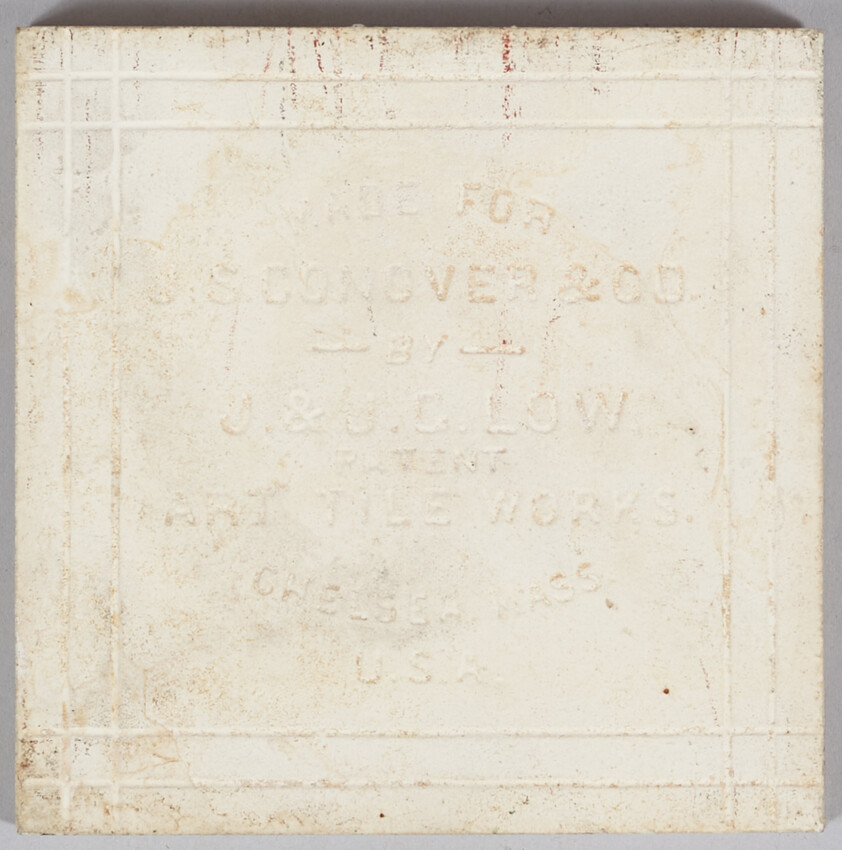 MADE FOR
J.S. CONOVER & CO.
— BY —
J. & J.G. LOW
PATENT
ART TILE WORKS.
CHELSEA, MASS.
U.S.A.